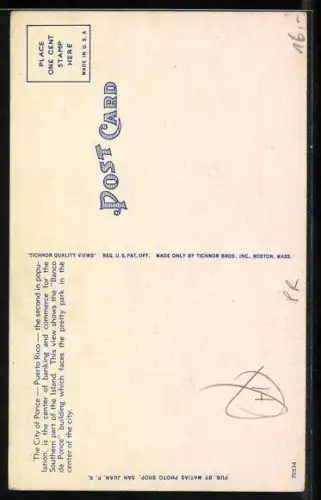 PLACE
ONE CENT
STAMP
HERE
MADE IN U.S.A
POST CARD
16.-
"TICHNOR QUALITY VIEWS" REG. U.S. PAT. OFF. MADE ONLY BY TICHNOR BROS., INC., BOSTON, MASS.
The City of Ponce — Puerto Rico — the second in popu-
lation, is the center of banking and commerce for the
Southern part of the Island. This view shows the "Banco
de Ponce" building which faces the pretty park in the
center of the city.
PR
PUB. BY MATIAS PHOTO SHOP, SAN JUAN, P. R.
70534